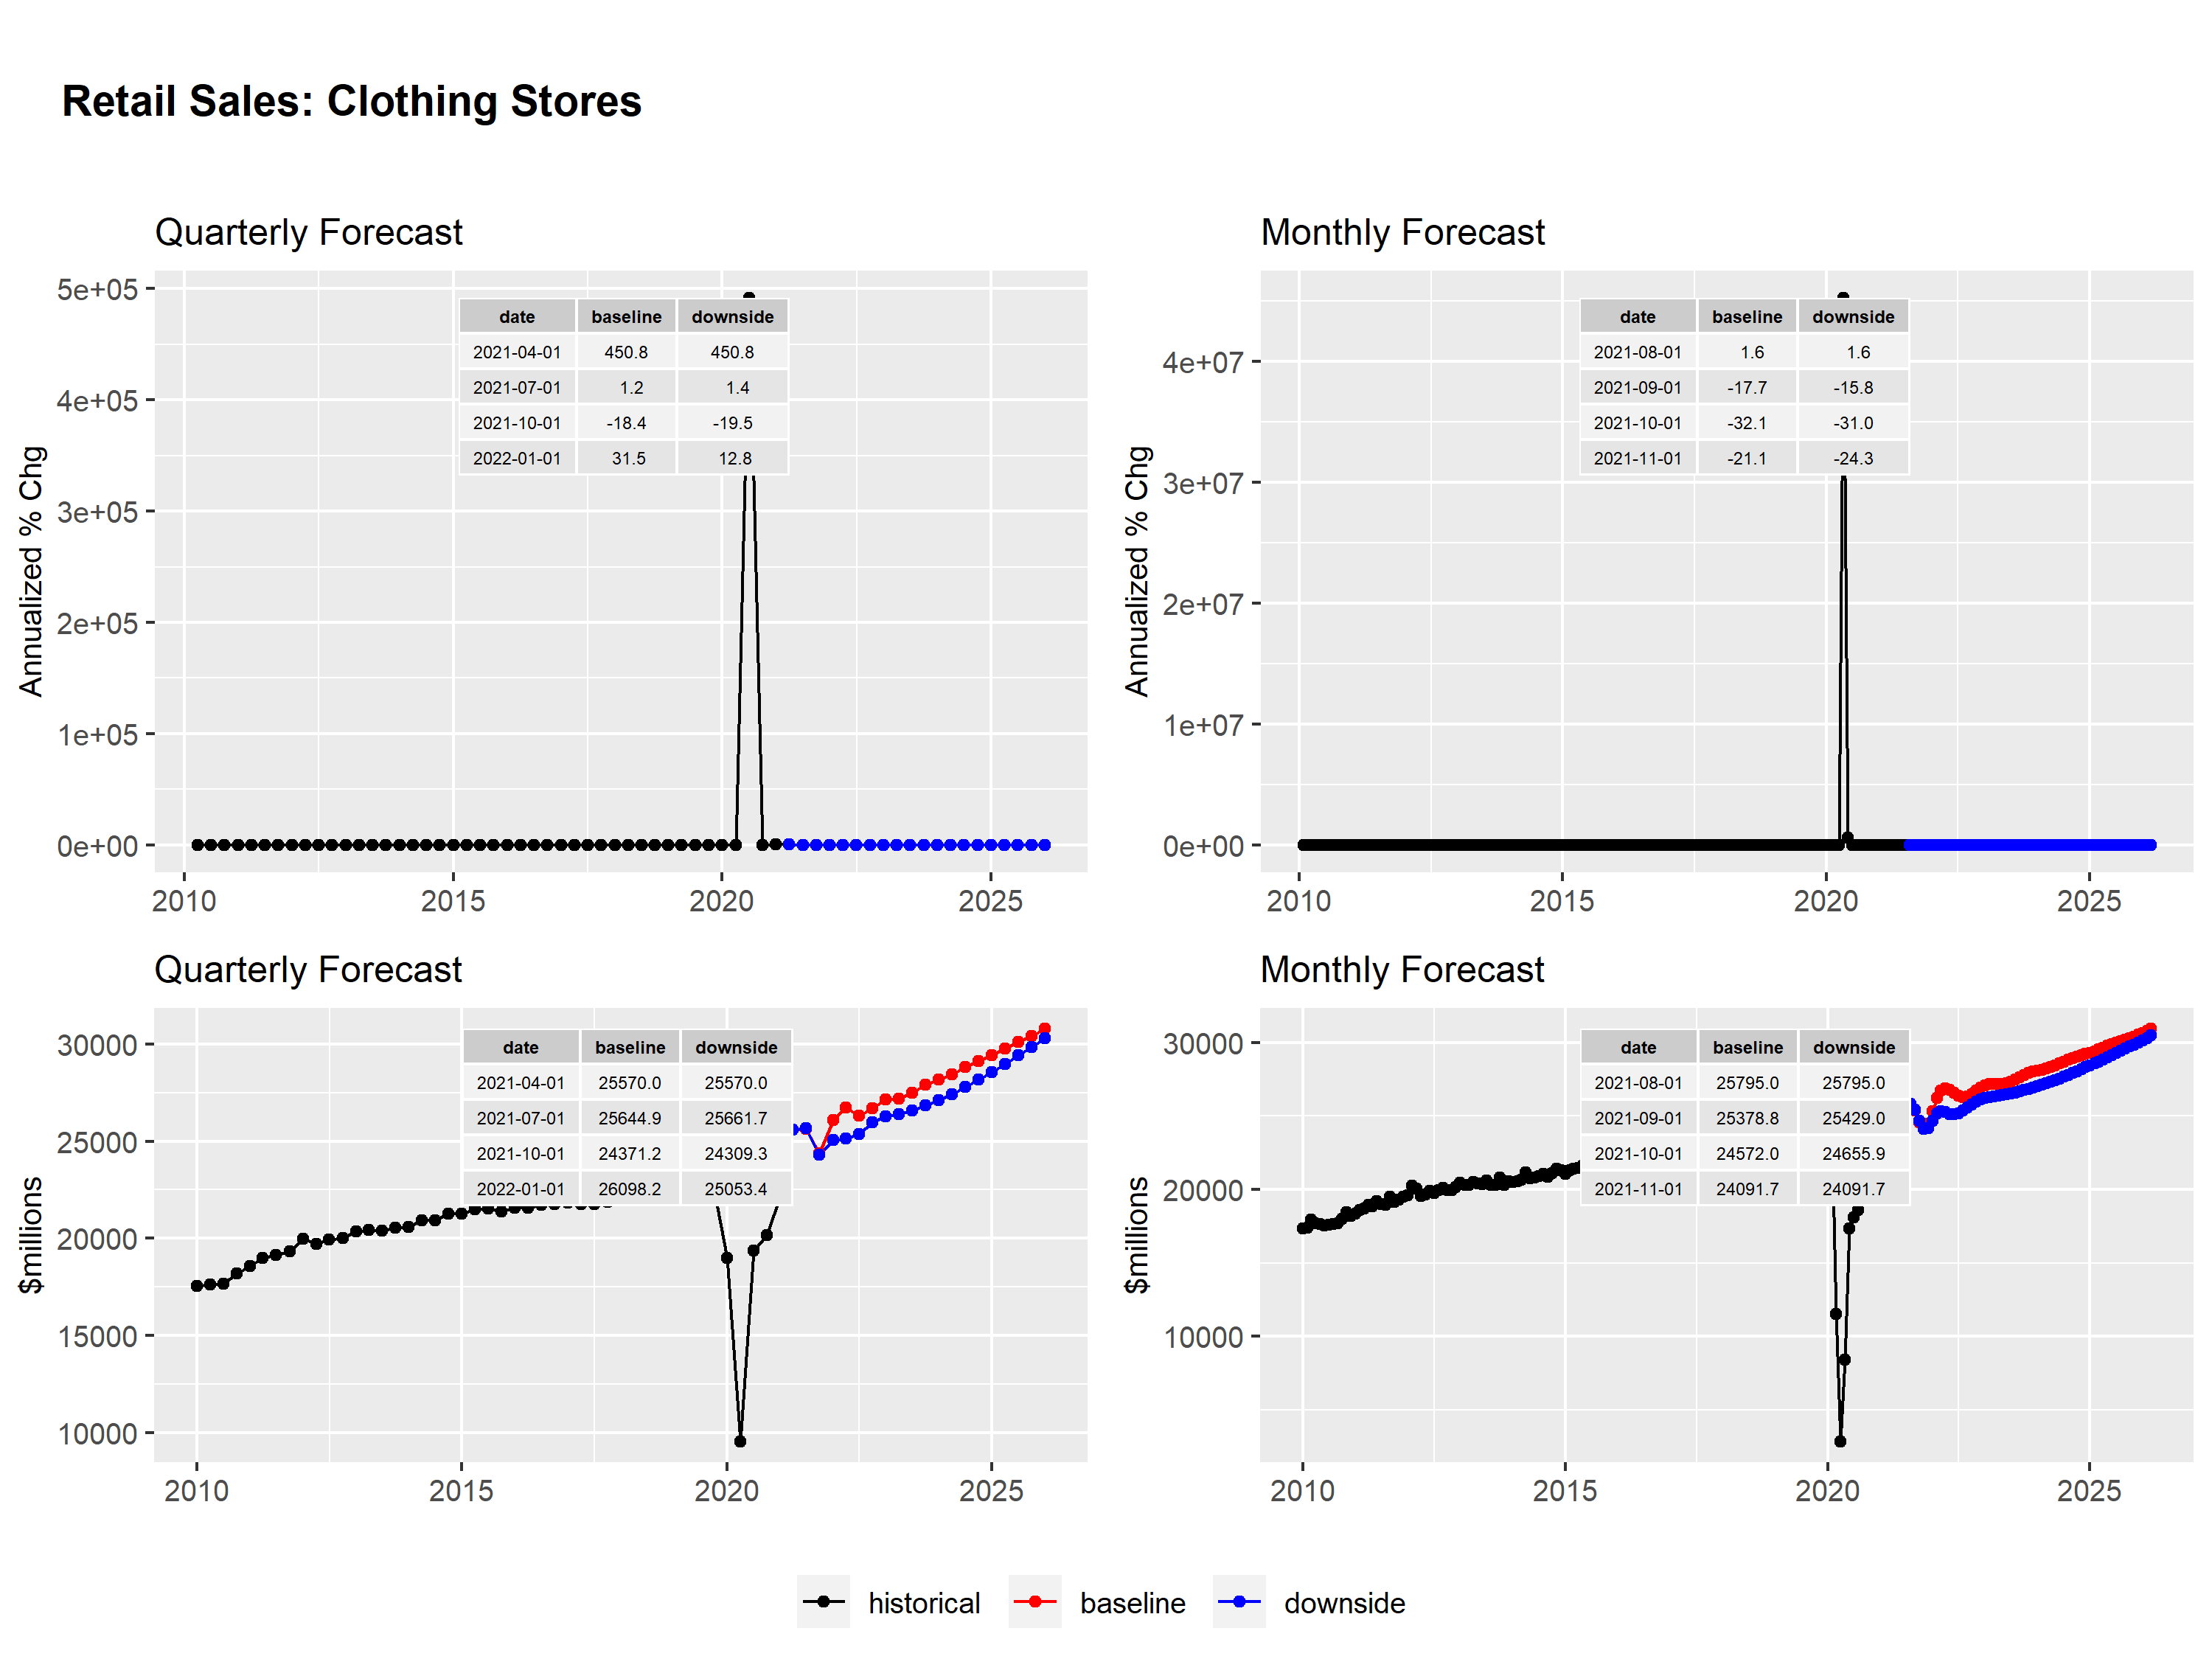 Retail Sales: Clothing Stores
Quarterly Forecast
Annualized % Chg
5e+05
4e+05
3e+05
2e+05
1e+05
0e+00
date baseline downside
2021-04-01 450.8 450.8
2021-07-01 1.2 1.4
2021-10-01 -18.4 -19.5
2022-01-01 31.5 12.8
2010 2015 2020 2025
Monthly Forecast
Annualized % Chg
4e+07
3e+07
2e+07
1e+07
0e+00
date baseline downside
2021-08-01 1.6 1.6
2021-09-01 -17.7 -15.8
2021-10-01 -32.1 -31.0
2021-11-01 -21.1 -24.3
2010 2015 2020 2025
Quarterly Forecast
$millions
30000
25000
20000
15000
10000
date baseline downside
2021-04-01 25570.0 25570.0
2021-07-01 25644.9 25661.7
2021-10-01 24371.2 24309.3
2022-01-01 26098.2 25053.4
2010 2015 2020 2025
Monthly Forecast
$millions
30000
20000
10000
date baseline downside
2021-08-01 25795.0 25795.0
2021-09-01 25378.8 25429.0
2021-10-01 24572.0 24655.9
2021-11-01 24091.7 24091.7
2010 2015 2020 2025
historical baseline downside